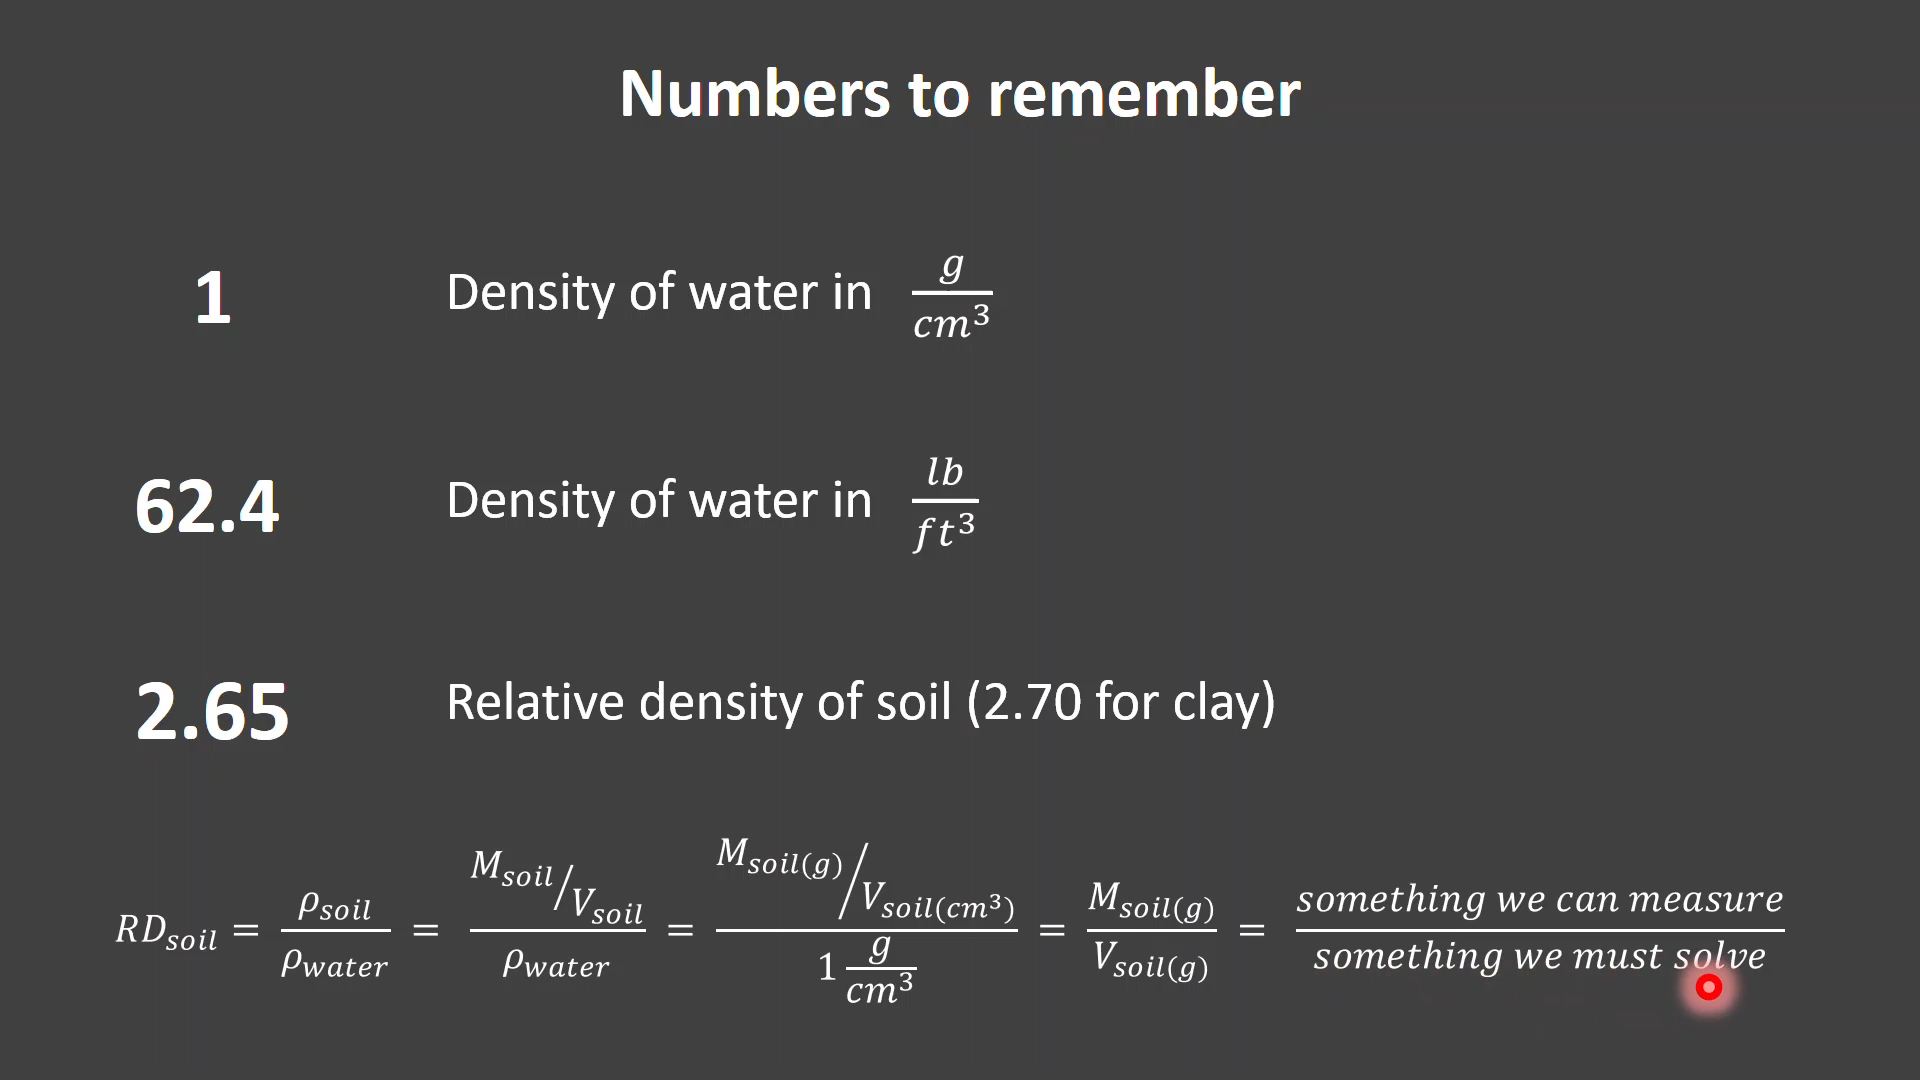 Numbers to remember
1 Density of water in g/cm³
62.4 Density of water in lb/ft³
2.65 Relative density of soil (2.70 for clay)
RD_soil = ρ_soil/ρ_water = (M_soil/V_soil)/ρ_water = (M_soil(g)/V_soil(cm³))/(1 g/cm³) = M_soil(g)/V_soil(g) = something we can measure/something we must solve